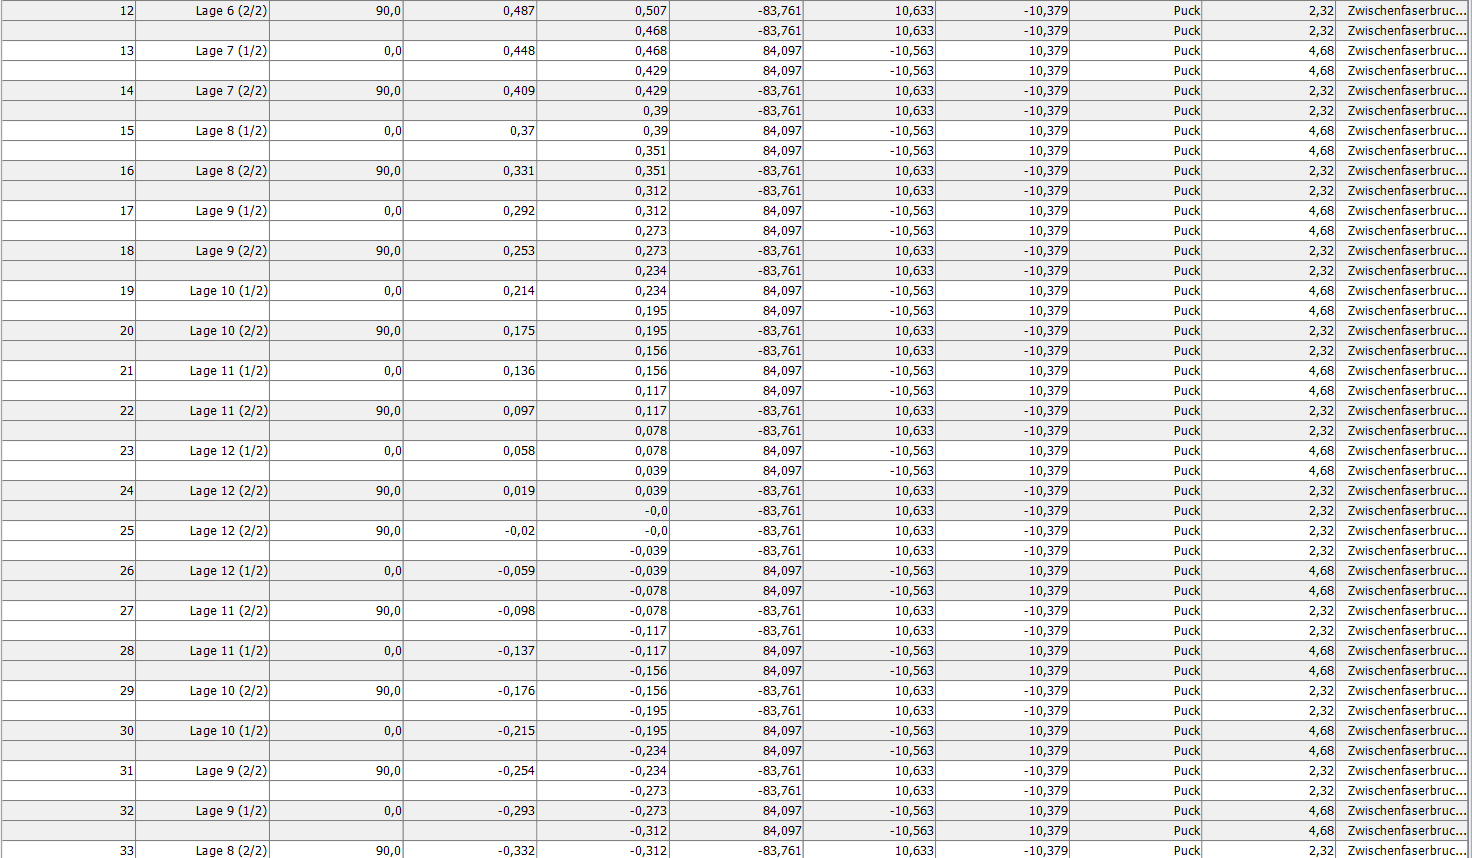 12 Lage 6 (2/2) 90,0 0,487 0,507 -83,761 10,633 -10,379 Puck 2,32 Zwischenfaserbruc...
0,468 -83,761 10,633 -10,379 Puck 2,32 Zwischenfaserbruc...
13 Lage 7 (1/2) 0,0 0,448 0,468 84,097 -10,563 10,379 Puck 4,68 Zwischenfaserbruc...
0,429 84,097 -10,563 10,379 Puck 4,68 Zwischenfaserbruc...
14 Lage 7 (2/2) 90,0 0,409 0,429 -83,761 10,633 -10,379 Puck 2,32 Zwischenfaserbruc...
0,39 -83,761 10,633 -10,379 Puck 2,32 Zwischenfaserbruc...
15 Lage 8 (1/2) 0,0 0,37 0,39 84,097 -10,563 10,379 Puck 4,68 Zwischenfaserbruc...
0,351 84,097 -10,563 10,379 Puck 4,68 Zwischenfaserbruc...
16 Lage 8 (2/2) 90,0 0,331 0,351 -83,761 10,633 -10,379 Puck 2,32 Zwischenfaserbruc...
0,312 -83,761 10,633 -10,379 Puck 2,32 Zwischenfaserbruc...
17 Lage 9 (1/2) 0,0 0,292 0,312 84,097 -10,563 10,379 Puck 4,68 Zwischenfaserbruc...
0,273 84,097 -10,563 10,379 Puck 4,68 Zwischenfaserbruc...
18 Lage 9 (2/2) 90,0 0,253 0,273 -83,761 10,633 -10,379 Puck 2,32 Zwischenfaserbruc...
0,234 -83,761 10,633 -10,379 Puck 2,32 Zwischenfaserbruc...
19 Lage 10 (1/2) 0,0 0,214 0,234 84,097 -10,563 10,379 Puck 4,68 Zwischenfaserbruc...
0,195 84,097 -10,563 10,379 Puck 4,68 Zwischenfaserbruc...
20 Lage 10 (2/2) 90,0 0,175 0,195 -83,761 10,633 -10,379 Puck 2,32 Zwischenfaserbruc...
0,156 -83,761 10,633 -10,379 Puck 2,32 Zwischenfaserbruc...
21 Lage 11 (1/2) 0,0 0,136 0,156 84,097 -10,563 10,379 Puck 4,68 Zwischenfaserbruc...
0,117 84,097 -10,563 10,379 Puck 4,68 Zwischenfaserbruc...
22 Lage 11 (2/2) 90,0 0,097 0,117 -83,761 10,633 -10,379 Puck 2,32 Zwischenfaserbruc...
0,078 -83,761 10,633 -10,379 Puck 2,32 Zwischenfaserbruc...
23 Lage 12 (1/2) 0,0 0,058 0,078 84,097 -10,563 10,379 Puck 4,68 Zwischenfaserbruc...
0,039 84,097 -10,563 10,379 Puck 4,68 Zwischenfaserbruc...
24 Lage 12 (2/2) 90,0 0,019 0,039 -83,761 10,633 -10,379 Puck 2,32 Zwischenfaserbruc...
-0,0 -83,761 10,633 -10,379 Puck 2,32 Zwischenfaserbruc...
25 Lage 12 (2/2) 90,0 -0,02 -0,0 -83,761 10,633 -10,379 Puck 2,32 Zwischenfaserbruc...
-0,039 -83,761 10,633 -10,379 Puck 2,32 Zwischenfaserbruc...
26 Lage 12 (1/2) 0,0 -0,059 -0,039 84,097 -10,563 10,379 Puck 4,68 Zwischenfaserbruc...
-0,078 84,097 -10,563 10,379 Puck 4,68 Zwischenfaserbruc...
27 Lage 11 (2/2) 90,0 -0,098 -0,078 -83,761 10,633 -10,379 Puck 2,32 Zwischenfaserbruc...
-0,117 -83,761 10,633 -10,379 Puck 2,32 Zwischenfaserbruc...
28 Lage 11 (1/2) 0,0 -0,137 -0,117 84,097 -10,563 10,379 Puck 4,68 Zwischenfaserbruc...
-0,156 84,097 -10,563 10,379 Puck 4,68 Zwischenfaserbruc...
29 Lage 10 (2/2) 90,0 -0,176 -0,156 -83,761 10,633 -10,379 Puck 2,32 Zwischenfaserbruc...
-0,195 -83,761 10,633 -10,379 Puck 2,32 Zwischenfaserbruc...
30 Lage 10 (1/2) 0,0 -0,215 -0,195 84,097 -10,563 10,379 Puck 4,68 Zwischenfaserbruc...
-0,234 84,097 -10,563 10,379 Puck 4,68 Zwischenfaserbruc...
31 Lage 9 (2/2) 90,0 -0,254 -0,234 -83,761 10,633 -10,379 Puck 2,32 Zwischenfaserbruc...
-0,273 -83,761 10,633 -10,379 Puck 2,32 Zwischenfaserbruc...
32 Lage 9 (1/2) 0,0 -0,293 -0,273 84,097 -10,563 10,379 Puck 4,68 Zwischenfaserbruc...
-0,312 84,097 -10,563 10,379 Puck 4,68 Zwischenfaserbruc...
33 Lage 8 (2/2) 90,0 -0,332 -0,312 -83,761 10,633 -10,379 Puck 2,32 Zwischenfaserbruc...